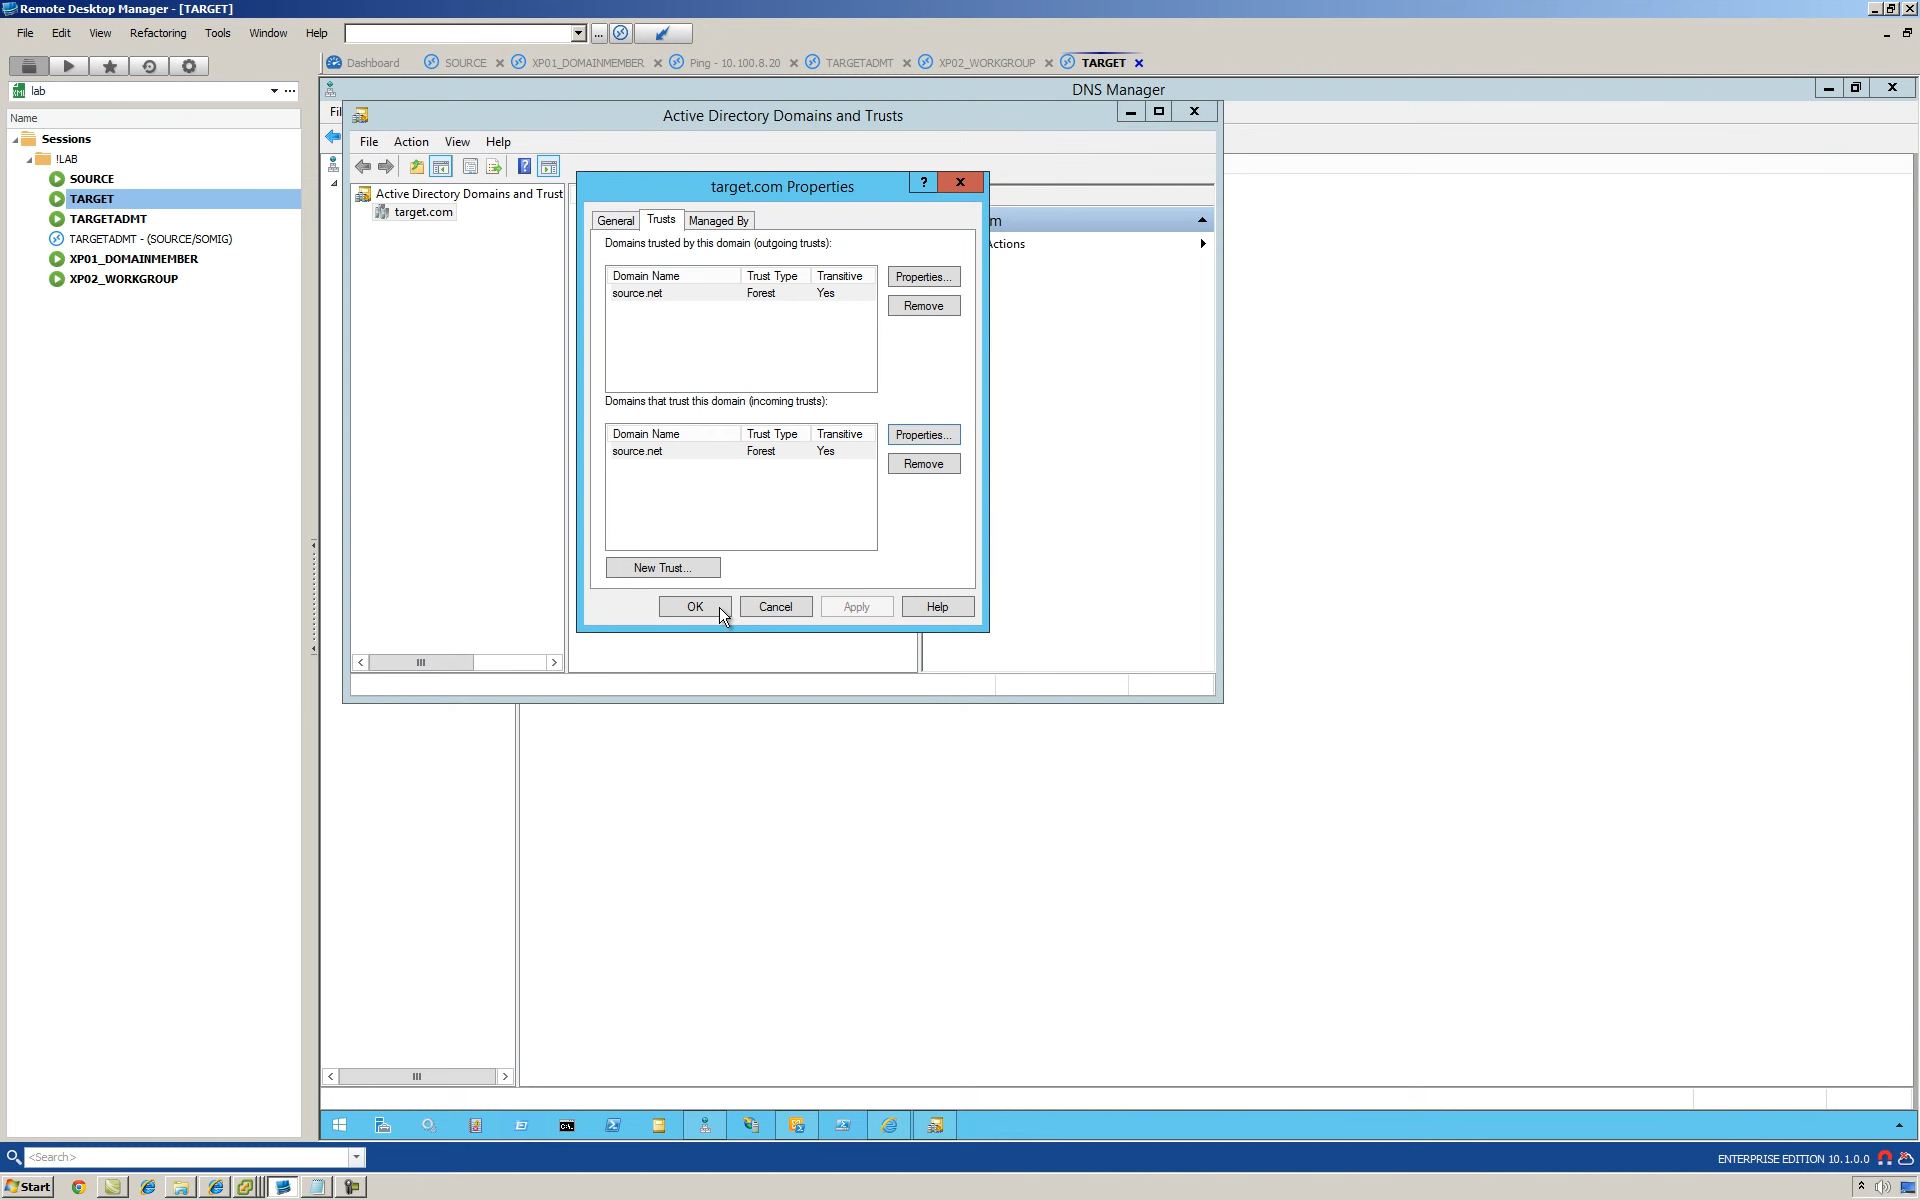 Remote Desktop Manager - [TARGET]
File Edit View Refactoring Tools Window Help
...
Dashboard SOURCE XP01_DOMAINMEMBER Ping - 10.100.8.20 TARGETADMT XP02_WORKGROUP TARGET
lab
DNS Manager
Name
Sessions
!LAB
SOURCE
TARGET
TARGETADMT
TARGETADMT - (SOURCE/SOMIG)
XP01_DOMAINMEMBER
XP02_WORKGROUP
Fil
Active Directory Domains and Trusts
File Action View Help
Active Directory Domains and Trust
target.com
m
Actions
target.com Properties
General Trusts Managed By
Domains trusted by this domain (outgoing trusts):
Domain Name Trust Type Transitive
source.net Forest Yes
Properties...
Remove
Domains that trust this domain (incoming trusts):
Domain Name Trust Type Transitive
source.net Forest Yes
Properties...
Remove
New Trust...
OK Cancel Apply Help
<Search>
ENTERPRISE EDITION 10.1.0.0
Start